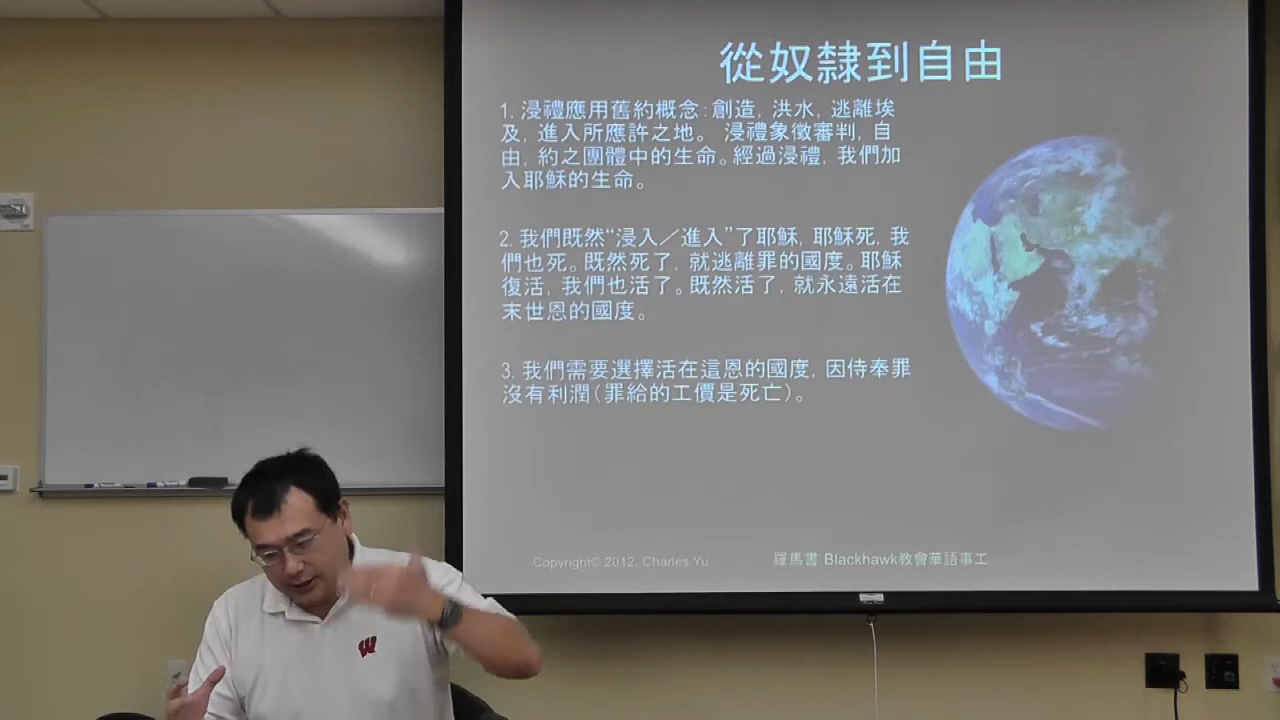 從奴隸到自由
1. 浸禮應用舊約概念：創造, 洪水, 逃離埃
及, 進入所應許之地。 浸禮象徵審判, 自
由, 約之團體中的生命。經過浸禮, 我們加
入耶穌的生命。
2. 我們既然“浸入／進入”了耶穌, 耶穌死, 我
們也死。既然死了, 就逃離罪的國度。耶穌
復活, 我們也活了。既然活了, 就永遠活在
末世恩的國度。
3. 我們需要選擇活在這恩的國度, 因侍奉罪
沒有利潤（罪給的工價是死亡）。
Copyright© 2012, Charles Yu
羅馬書 Blackhawk教會華語事工
W